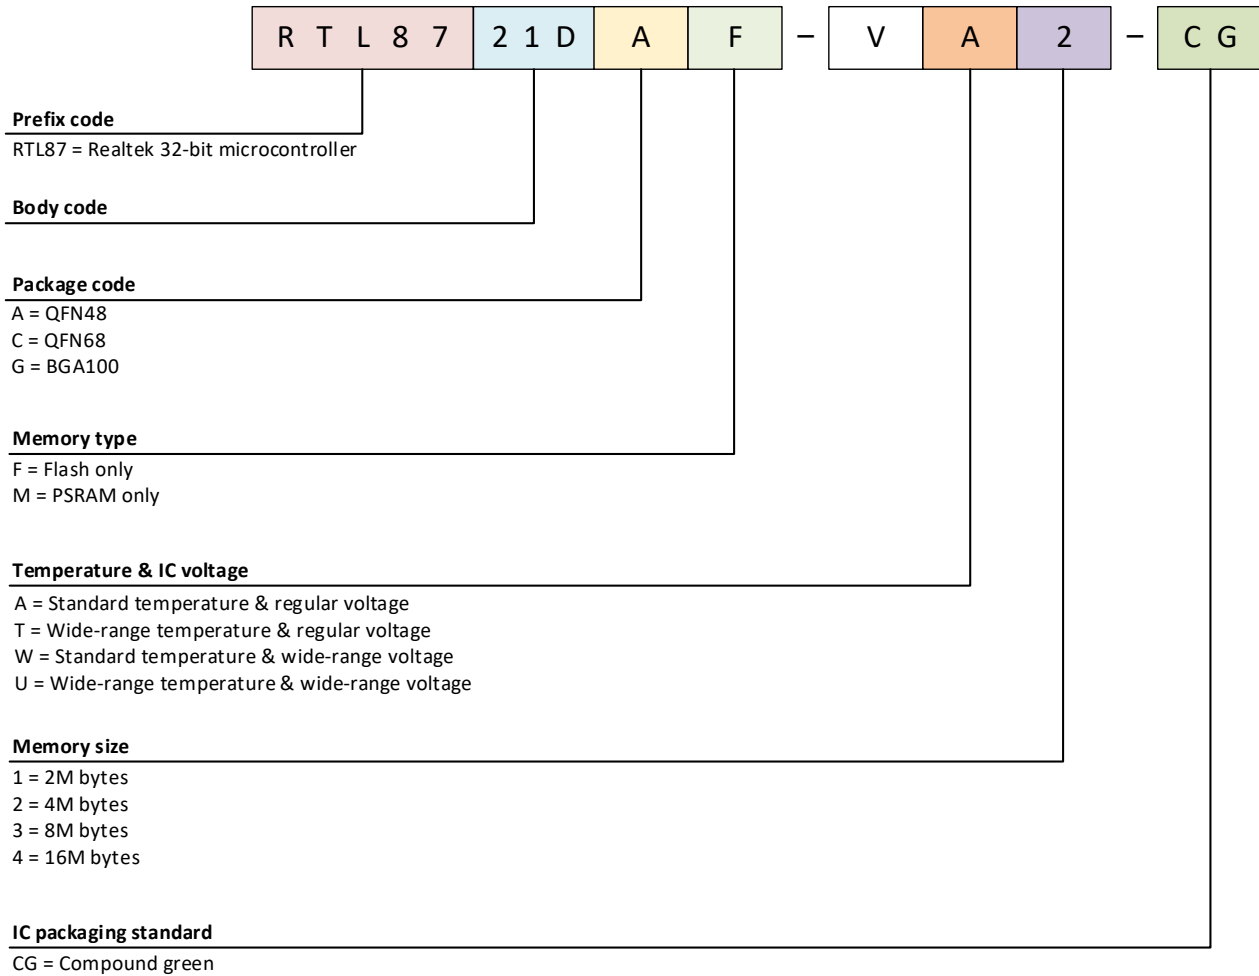 R T L 8 7 2 1 D A F – V A 2 – C G
Prefix code
RTL87 = Realtek 32-bit microcontroller
Body code
Package code
A = QFN48
C = QFN68
G = BGA100
Memory type
F = Flash only
M = PSRAM only
Temperature & IC voltage
A = Standard temperature & regular voltage
T = Wide-range temperature & regular voltage
W = Standard temperature & wide-range voltage
U = Wide-range temperature & wide-range voltage
Memory size
1 = 2M bytes
2 = 4M bytes
3 = 8M bytes
4 = 16M bytes
IC packaging standard
CG = Compound green